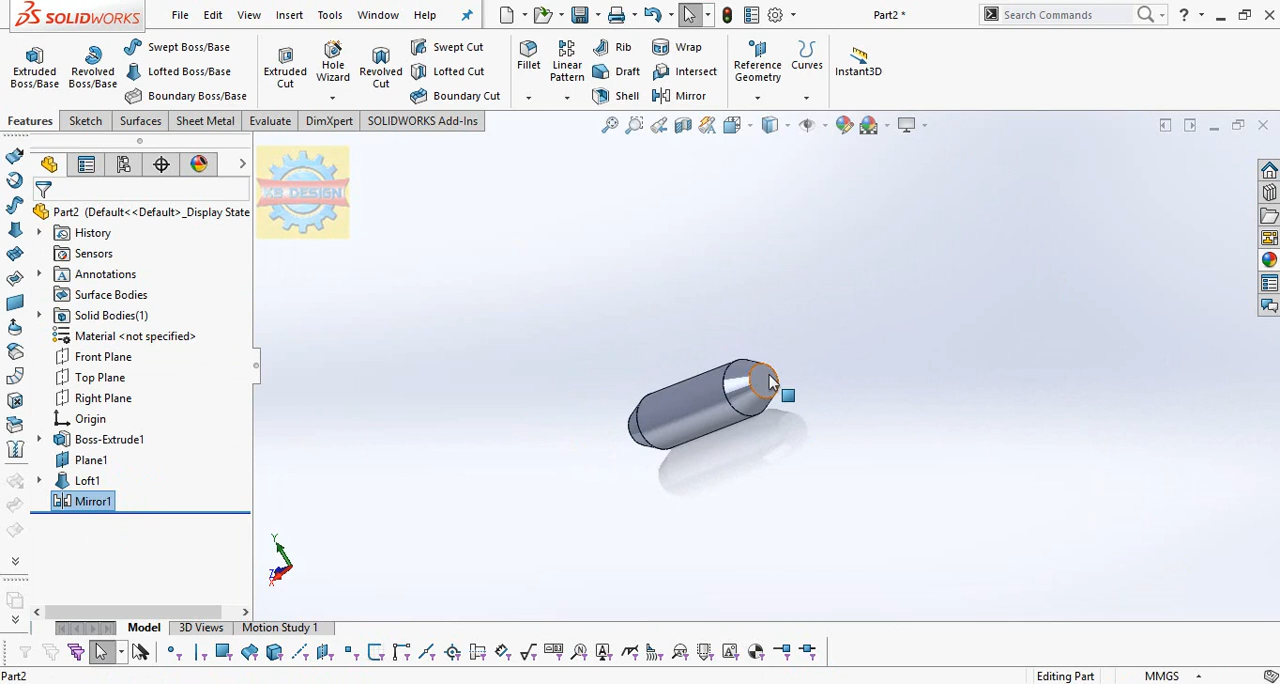 SOLIDWORKS
File Edit View Insert Tools Window Help
Part2 *
Search Commands
Extruded Boss/Base
Revolved Boss/Base
Swept Boss/Base
Lofted Boss/Base
Boundary Boss/Base
Extruded Cut
Hole Wizard
Revolved Cut
Swept Cut
Lofted Cut
Boundary Cut
Fillet
Linear Pattern
Rib
Draft
Shell
Wrap
Intersect
Mirror
Reference Geometry
Curves
Instant3D
Features Sketch Surfaces Sheet Metal Evaluate DimXpert SOLIDWORKS Add-Ins
KB DESIGN
Part2 (Default<<Default>_Display State
History
Sensors
Annotations
Surface Bodies
Solid Bodies(1)
Material <not specified>
Front Plane
Top Plane
Right Plane
Origin
Boss-Extrude1
Plane1
Loft1
Mirror1
Y
Z
X
Model 3D Views Motion Study 1
Part2
Editing Part
MMGS